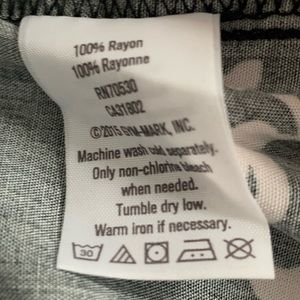 100% Rayon
100% Rayonne
RN70530
CA31802
©2015 GYM-MARK, INC.
Machine wash cold separately.
Only non-chlorine bleach
when needed.
Tumble dry low.
Warm iron if necessary.
30